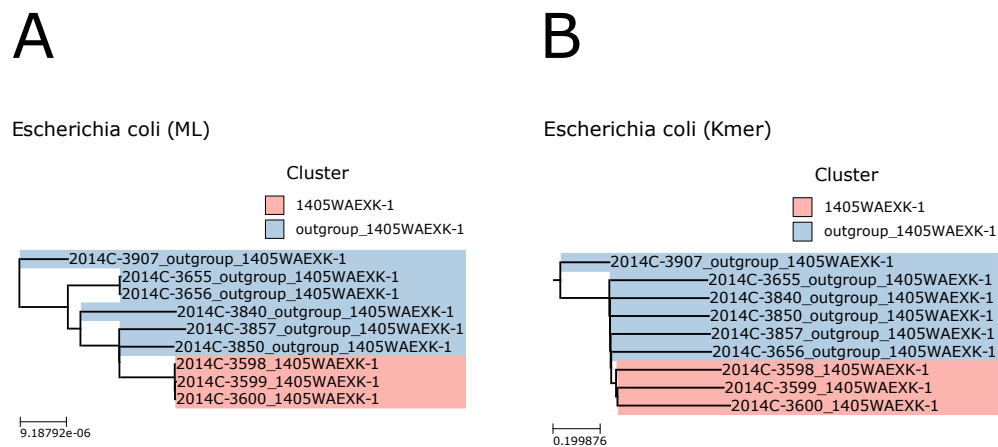 A
Escherichia coli (ML)
Cluster
1405WAEXK-1
outgroup_1405WAEXK-1
2014C-3907_outgroup_1405WAEXK-1
2014C-3655_outgroup_1405WAEXK-1
2014C-3656_outgroup_1405WAEXK-1
2014C-3840_outgroup_1405WAEXK-1
2014C-3857_outgroup_1405WAEXK-1
2014C-3850_outgroup_1405WAEXK-1
2014C-3598_1405WAEXK-1
2014C-3599_1405WAEXK-1
2014C-3600_1405WAEXK-1
9.18792e-06
B
Escherichia coli (Kmer)
Cluster
1405WAEXK-1
outgroup_1405WAEXK-1
2014C-3907_outgroup_1405WAEXK-1
2014C-3655_outgroup_1405WAEXK-1
2014C-3840_outgroup_1405WAEXK-1
2014C-3850_outgroup_1405WAEXK-1
2014C-3857_outgroup_1405WAEXK-1
2014C-3656_outgroup_1405WAEXK-1
2014C-3598_1405WAEXK-1
2014C-3599_1405WAEXK-1
2014C-3600_1405WAEXK-1
0.199876